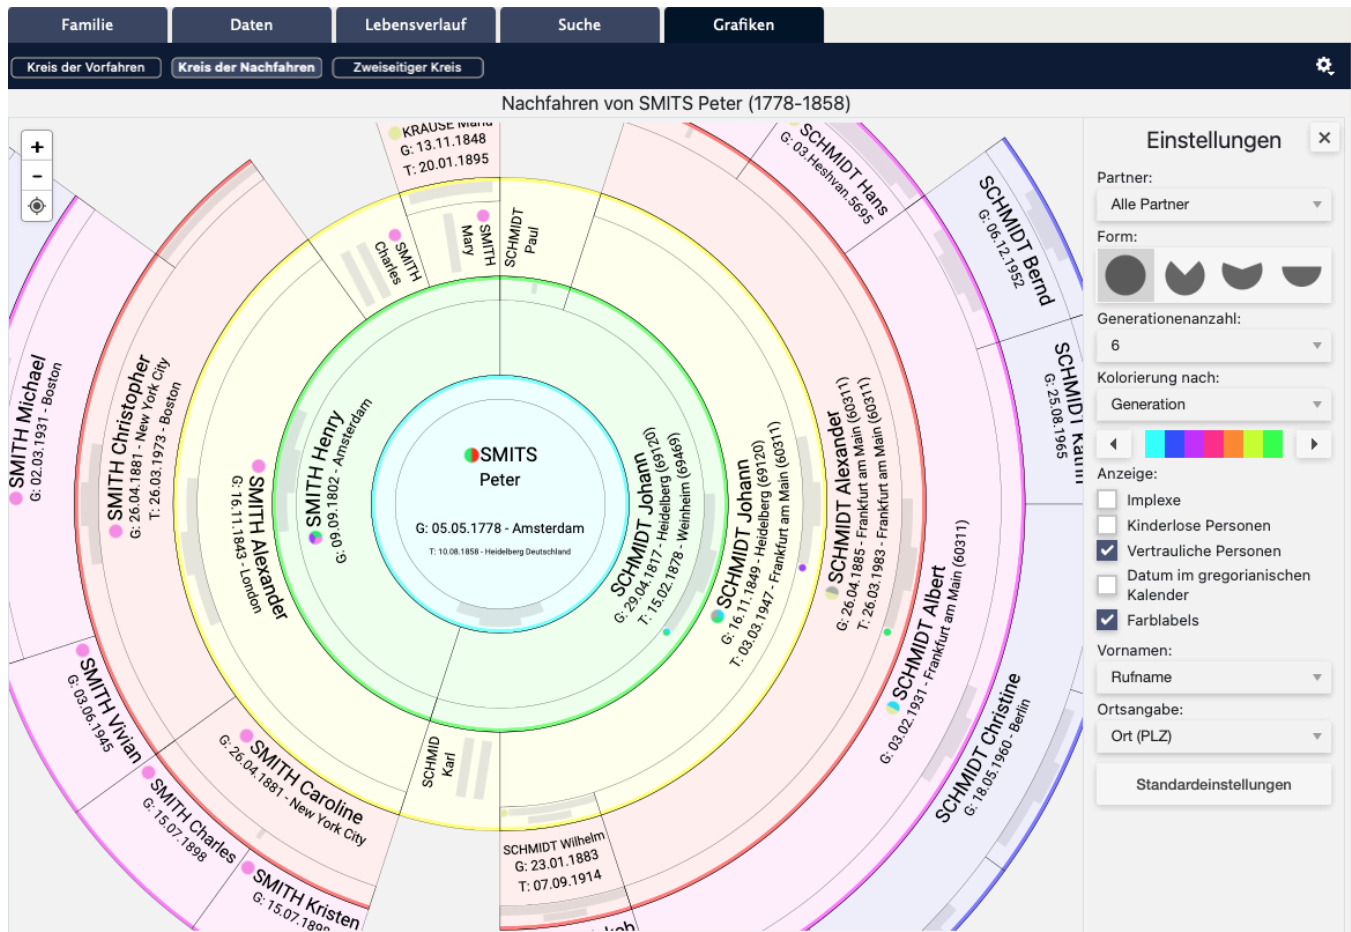 Familie
Daten
Lebensverlauf
Suche
Grafiken
Kreis der Vorfahren
Kreis der Nachfahren
Zweiseitiger Kreis
Nachfahren von SMITS Peter (1778-1858)
+
-
SMITS
Peter
G: 05.05.1778 - Amsterdam
T: 10.08.1858 - Heidelberg Deutschland
SMITH Henry
G: 09.09.1802 - Amsterdam
SCHMIDT Johann
G: 29.04.1817 - Heidelberg (69120)
T: 15.02.1878 - Weinheim (69469)
SMITH Alexander
G: 16.11.1843 - London
SMITH
Charles
SMITH
Mary
SCHMIDT
Paul
SCHMIDT Johann
G: 16.11.1849 - Heidelberg (69120)
T: 03.03.1947 - Frankfurt am Main (60311)
SCHMID
Karl
KRAUSE Maria
G: 13.11.1848
T: 20.01.1895
SMITH Christopher
G: 26.04.1881 - New York City
T: 26.03.1973 - Boston
SMITH Caroline
G: 26.04.1881 - New York City
SCHMIDT Alexander
G: 26.04.1885 - Frankfurt am Main (60311)
T: 26.03.1983 - Frankfurt am Main (60311)
SCHMIDT Wilhelm
G: 23.01.1883
T: 07.09.1914
SMITH Michael
G: 02.03.1931 - Boston
SMITH Vivian
G: 03.06.1945
SMITH Charles
G: 15.07.1898
SMITH Kristen
G: 15.07.1898
SCHMIDT Hans
G: 03.Heshvan.5695
SCHMIDT Albert
G: 03.02.1931 - Frankfurt am Main (60311)
SCHMIDT Bernd
G: 06.12.1952
SCHMIDT
G: 25.08.1965
SCHMIDT Christine
G: 18.05.1960 - Berlin
Einstellungen
Partner:
Alle Partner
Form:
Generationenanzahl:
6
Kolorierung nach:
Generation
Anzeige:
Implexe
Kinderlose Personen
Vertrauliche Personen
Datum im gregorianischen
Kalender
Farblabels
Vornamen:
Rufname
Ortsangabe:
Ort (PLZ)
Standardeinstellungen